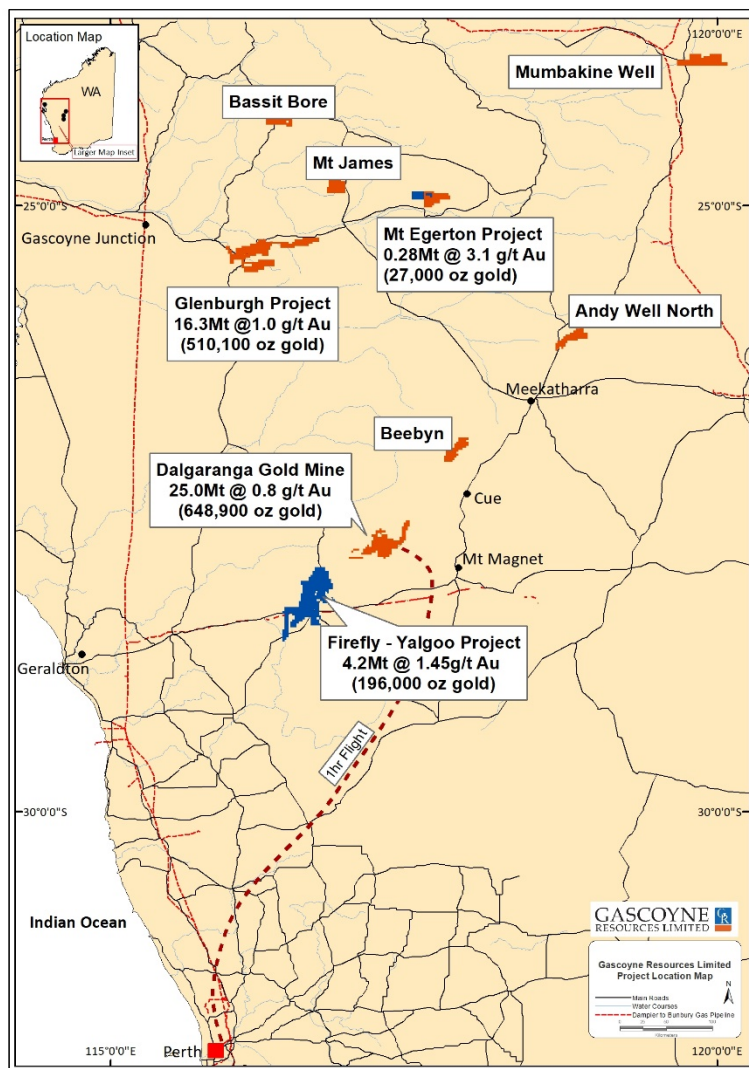 Location Map
WA
Perth
Larger Map Inset
120°0'0"E
Mumbakine Well
Bassit Bore
Mt James
25°0'0"S
25°0'0"S
Gascoyne Junction
Mt Egerton Project
0.28Mt @ 3.1 g/t Au
(27,000 oz gold)
Glenburgh Project
16.3Mt @1.0 g/t Au
(510,100 oz gold)
Andy Well North
Meekatharra
Beebyn
Dalgaranga Gold Mine
25.0Mt @ 0.8 g/t Au
(648,900 oz gold)
Cue
Mt Magnet
Firefly - Yalgoo Project
4.2Mt @ 1.45g/t Au
(196,000 oz gold)
Geraldton
1hr Flight
30°0'0"S
30°0'0"S
Indian Ocean
GASCOYNE
RESOURCES LIMITED
Gascoyne Resources Limited
Project Location Map
N
Main Roads
Water Courses
Dampier to Bunbury Gas Pipeline
Kilometers
Perth
115°0'0"E
120°0'0"E